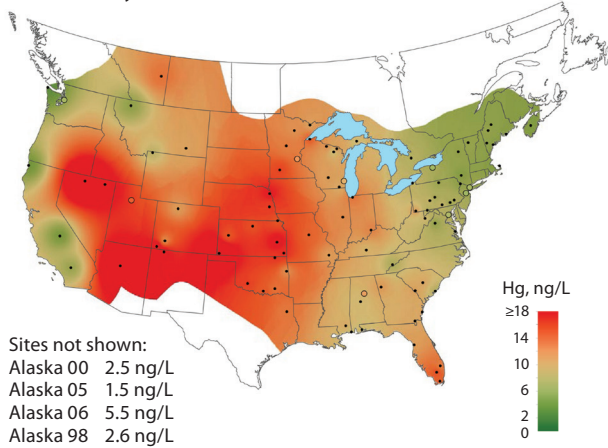 Hg, ng/L
≥18
14
10
6
2
0
Sites not shown:
Alaska 00 2.5 ng/L
Alaska 05 1.5 ng/L
Alaska 06 5.5 ng/L
Alaska 98 2.6 ng/L